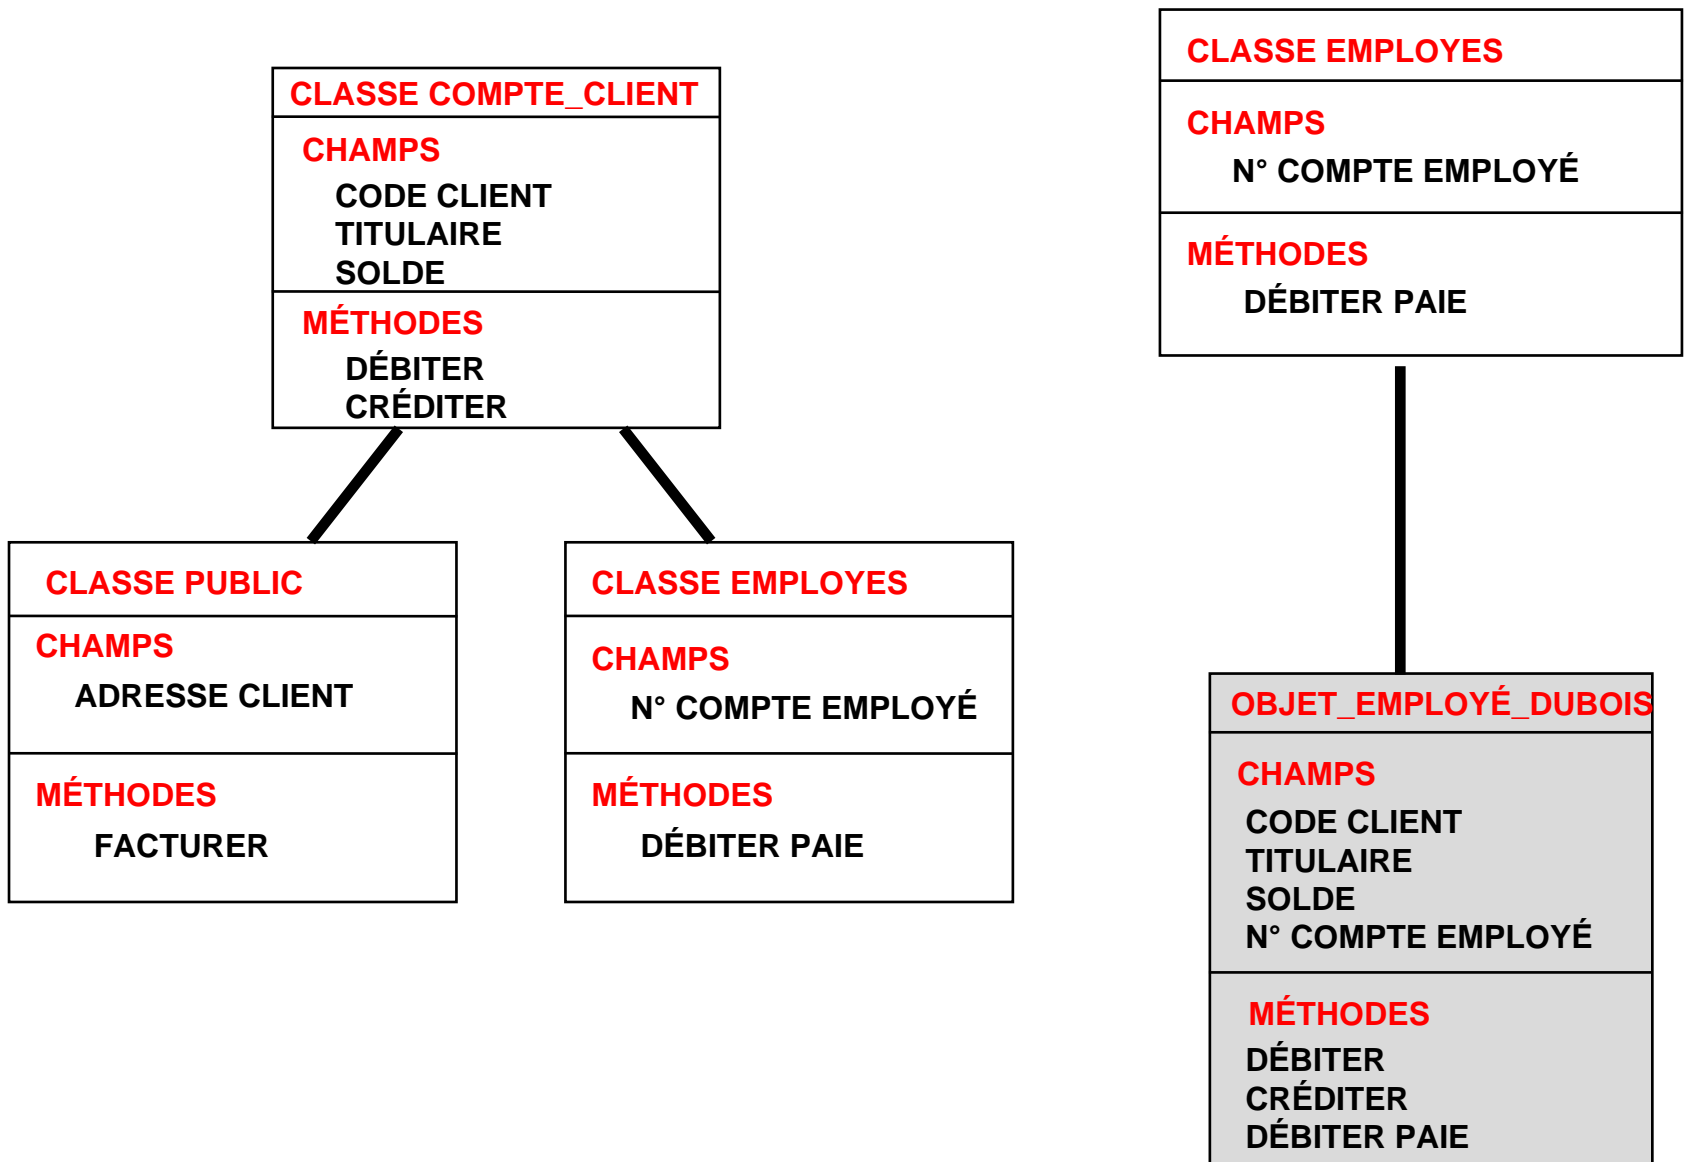 CLASSE COMPTE_CLIENT
CHAMPS
CODE CLIENT
TITULAIRE
SOLDE
MÉTHODES
DÉBITER
CRÉDITER
CLASSE PUBLIC
CHAMPS
ADRESSE CLIENT
MÉTHODES
FACTURER
CLASSE EMPLOYES
CHAMPS
N° COMPTE EMPLOYÉ
MÉTHODES
DÉBITER PAIE
CLASSE EMPLOYES
CHAMPS
N° COMPTE EMPLOYÉ
MÉTHODES
DÉBITER PAIE
OBJET_EMPLOYÉ_DUBOIS
CHAMPS
CODE CLIENT
TITULAIRE
SOLDE
N° COMPTE EMPLOYÉ
MÉTHODES
DÉBITER
CRÉDITER
DÉBITER PAIE